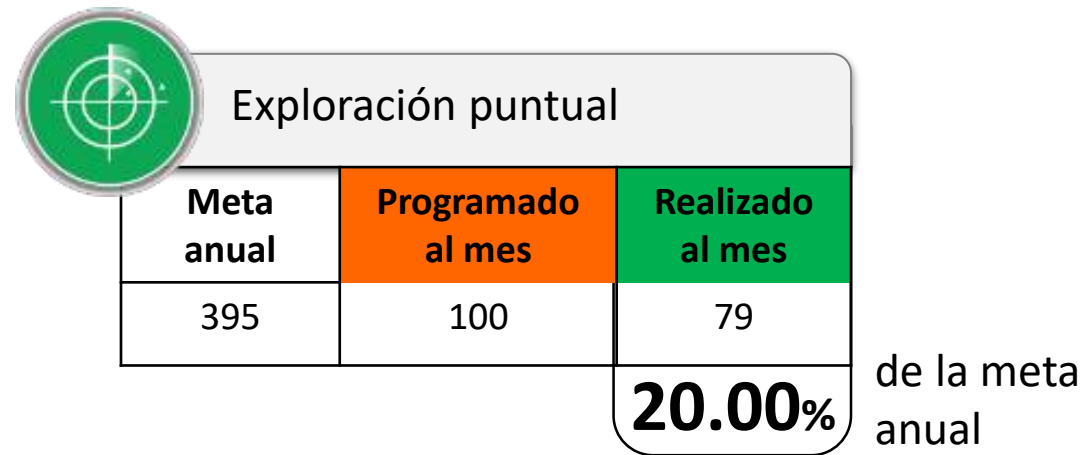 Exploración puntual
Meta anual
Programado al mes
Realizado al mes
395 100 79
20.00%
de la meta
anual